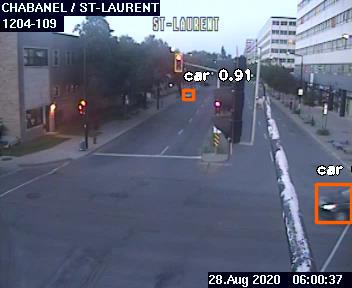 CHABANEL / ST-LAURENT
1204-109
ST-LAURENT
car 0.91
car
28.Aug 2020 06:00:37